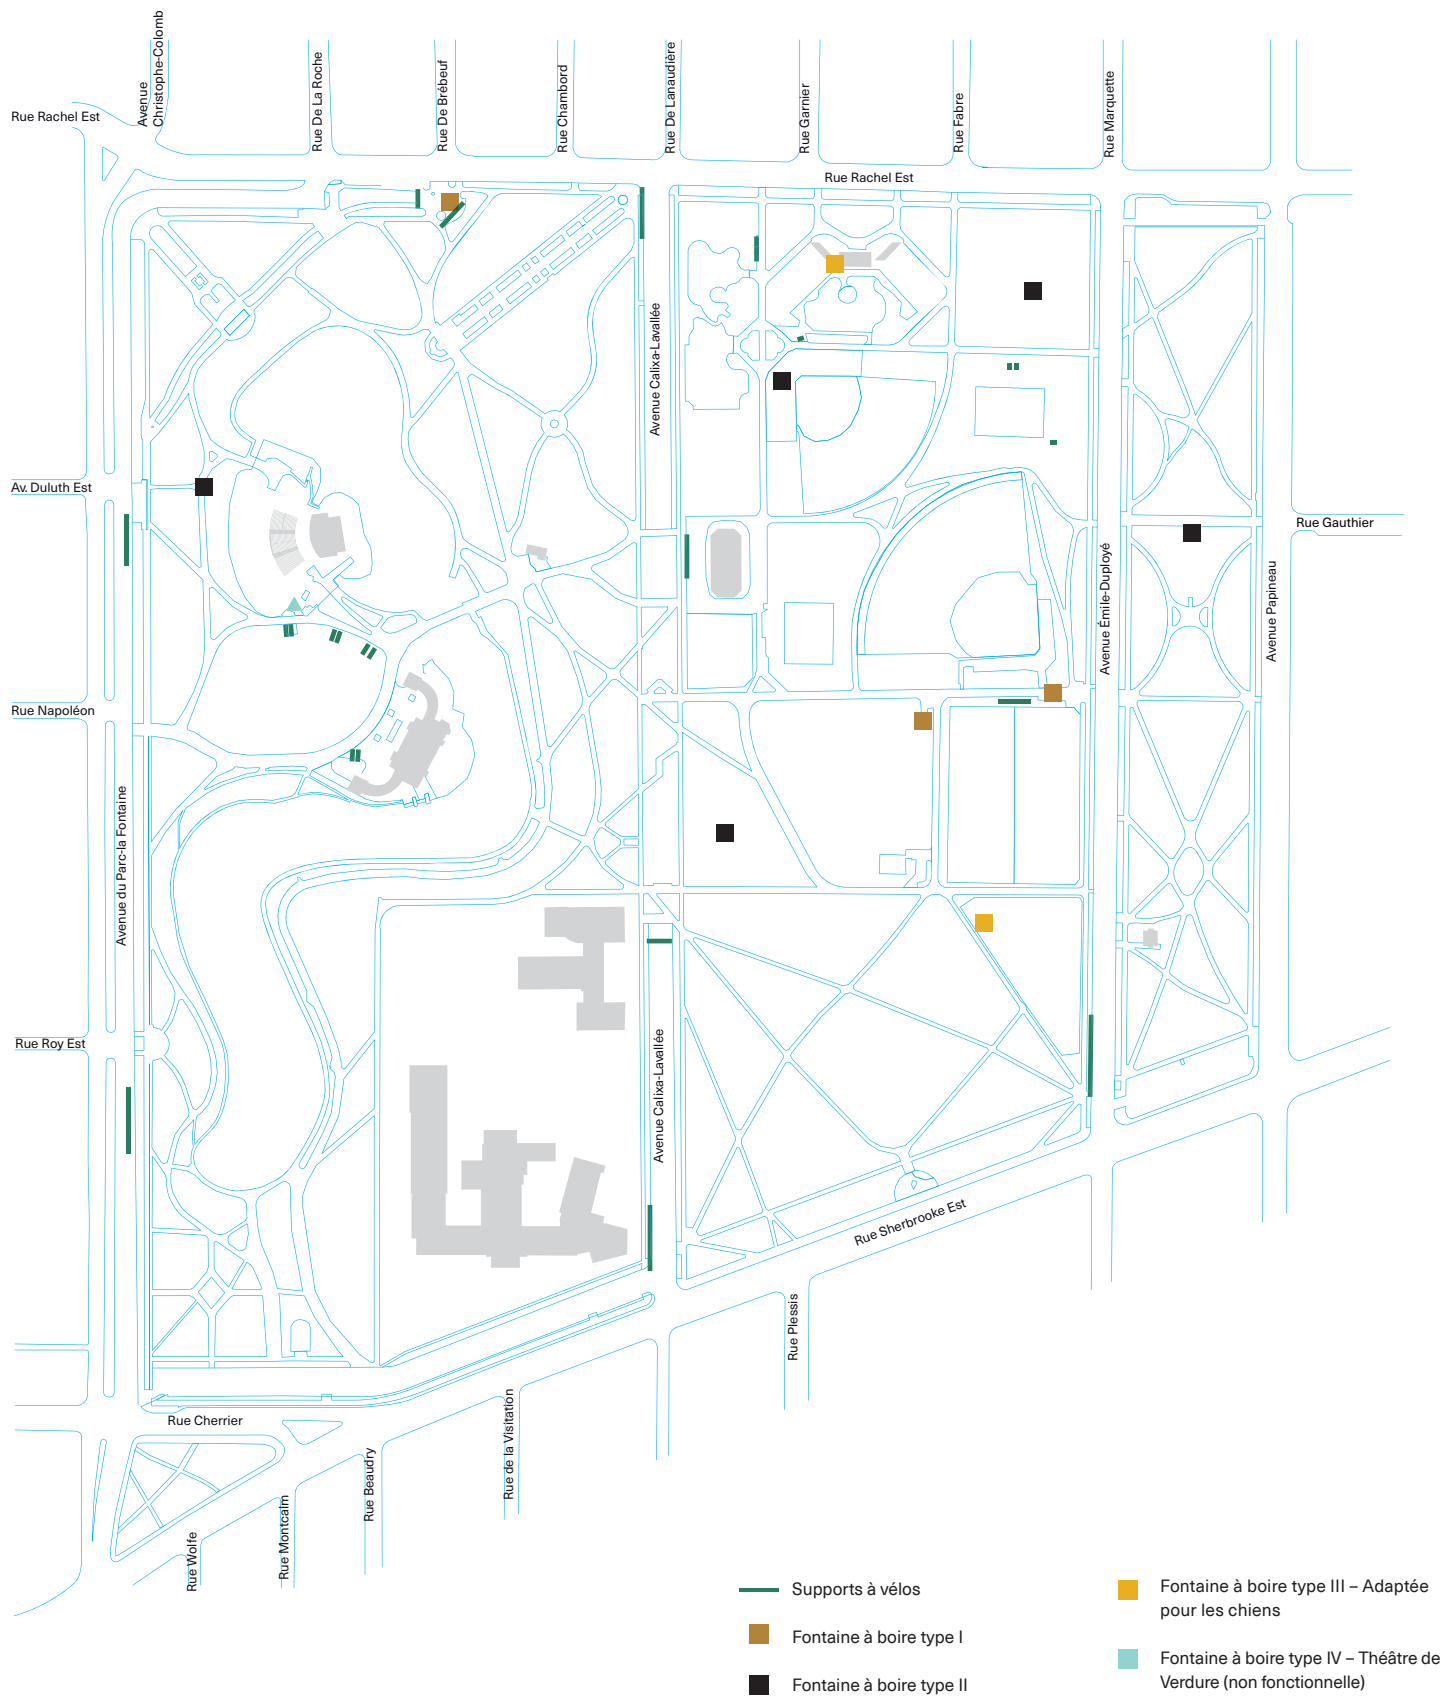 Avenue
Christophe-Colomb
Rue De La Roche
Rue De Brébeuf
Rue Chambord
Rue De Lanaudière
Rue Garnier
Rue Fabre
Rue Marquette
Rue Rachel Est
Rue Rachel Est
Avenue Calixa-Lavallée
Av. Duluth Est
Rue Gauthier
Avenue Émile-Duployé
Avenue Papineau
Rue Napoléon
Avenue du Parc-la Fontaine
Rue Roy Est
Avenue Calixa-Lavallée
Rue Sherbrooke Est
Rue Plessis
Rue Cherrier
Rue de la Visitation
Rue Beaudry
Rue Montcalm
Rue Wolfe
Supports à vélos
Fontaine à boire type I
Fontaine à boire type II
Fontaine à boire type III – Adaptée
pour les chiens
Fontaine à boire type IV – Théâtre de
Verdure (non fonctionnelle)